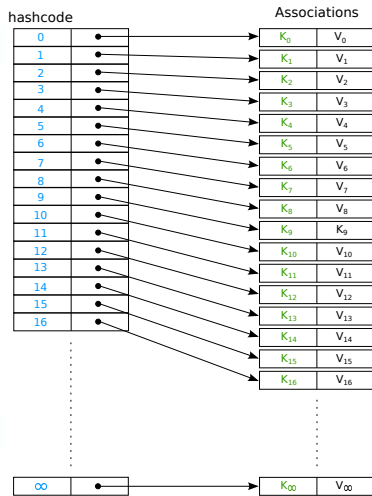 Associations
hashcode
0 K₀ V₀
1 K₁ V₁
2 K₂ V₂
3 K₃ V₃
4 K₄ V₄
5 K₅ V₅
6 K₆ V₆
7 K₇ V₇
8 K₈ V₈
9 K₉ K₉
10 K₁₀ V₁₀
11 K₁₁ V₁₁
12 K₁₂ V₁₂
13 K₁₃ V₁₃
14 K₁₄ V₁₄
15 K₁₅ V₁₅
16 K₁₆ V₁₆
∞ K∞ V∞